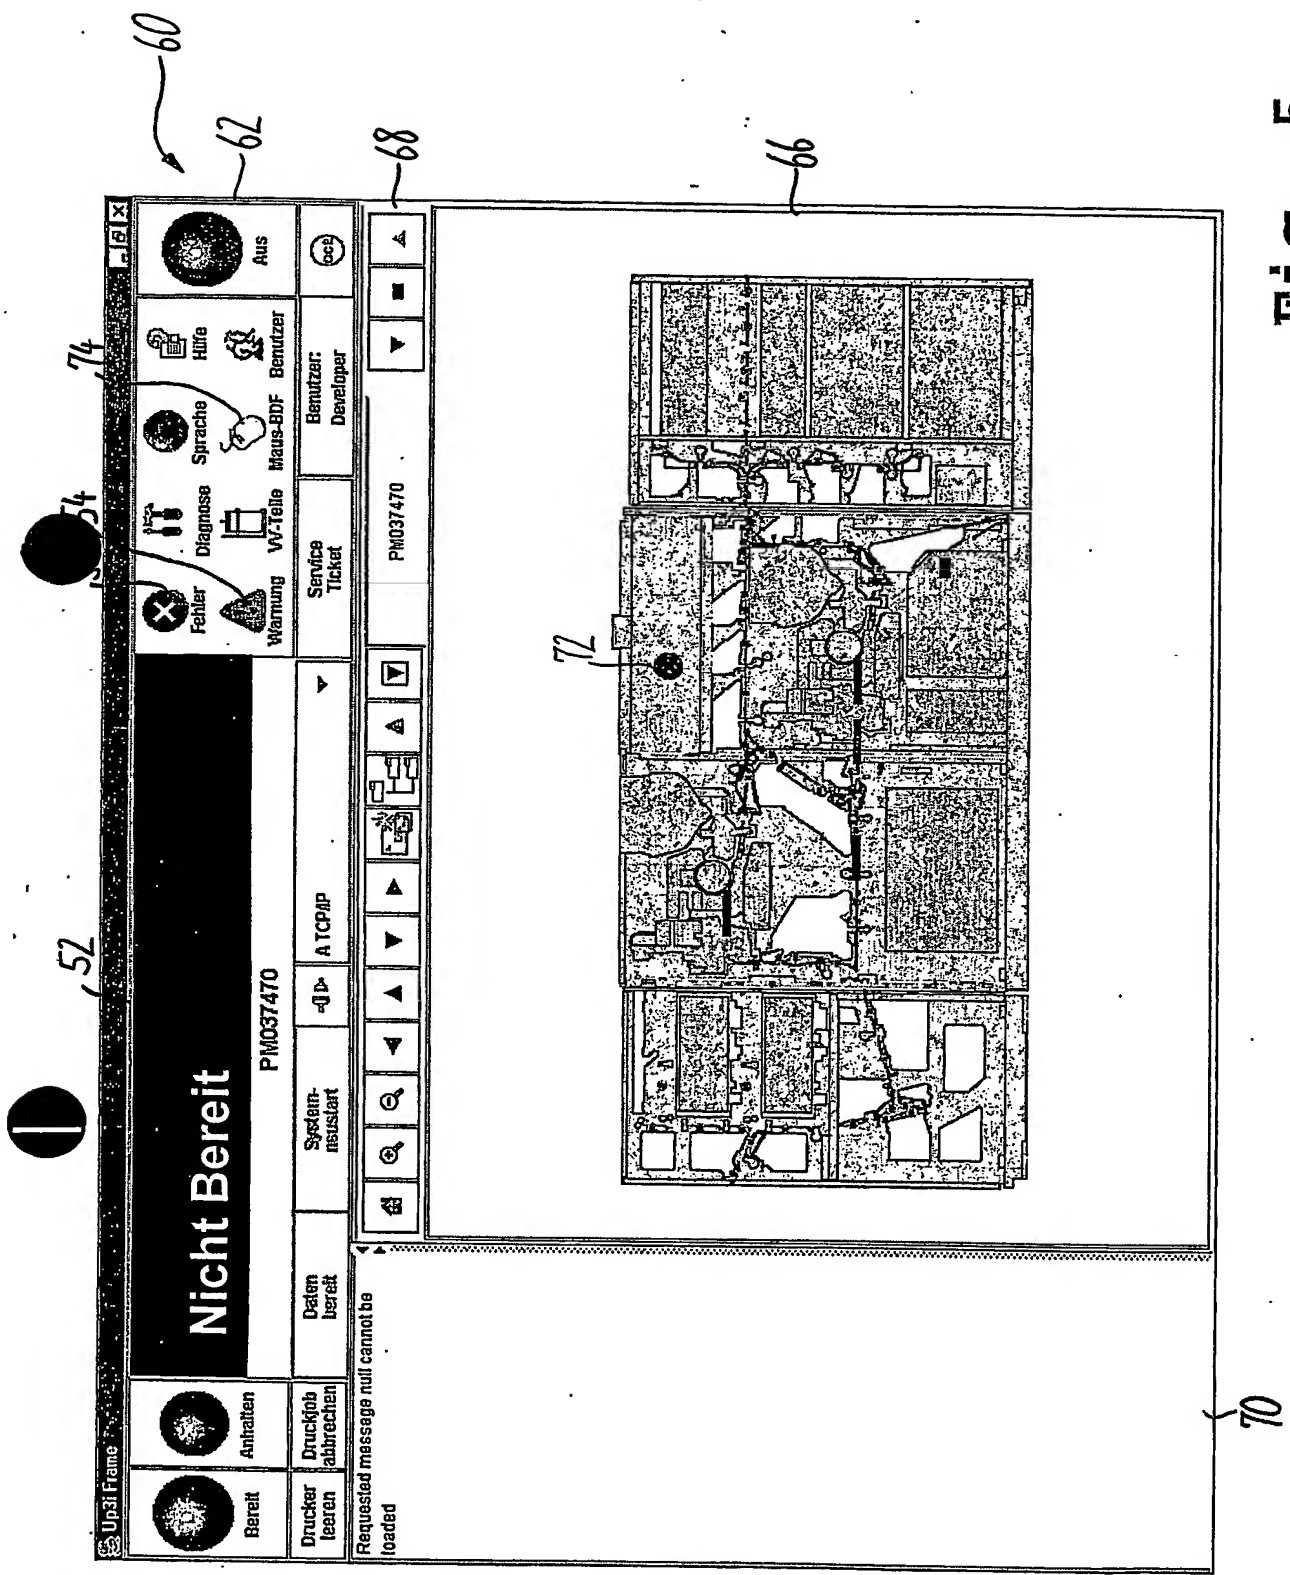 60
52
54
74
62
Up3i Frame
Bereit
Anhalten
Nicht Bereit
PM037470
Fehler
Diagnose
Sprache
Hilfe
Warnung
VV-Teile
Maus-BDF
Benutzer
Aus
Drucker leeren
Druckjob abbrechen
Daten bereit
System-neustart
A TCP/IP
Service Ticket
Benutzer: Developer
OCE
68
Requested message null cannot be
loaded
PM037470
72
66
70